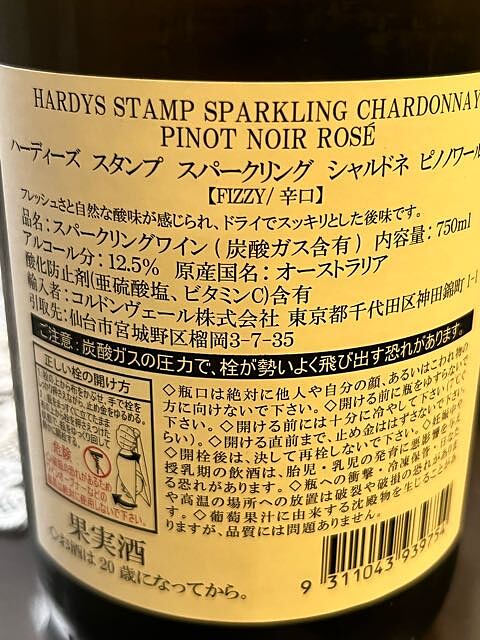 HARDYS STAMP SPARKLING CHARDONNAY
PINOT NOIR ROSÉ
ハーディーズ スタンプ スパークリング シャルドネ ピノノワール
【FIZZY/ 辛口】
フレッシュさと自然な酸味が感じられ、ドライでスッキリとした後味です。
品名：スパークリングワイン ( 炭酸ガス含有 ) 内容量：750ml
アルコール分：12.5% 原産国名：オーストラリア
酸化防止剤(亜硫酸塩、ビタミンC)含有
輸入者：コルドンヴェール株式会社 東京都千代田区神田錦町 1-1
引取先：仙台市宮城野区榴岡3-7-35
ご注意：炭酸ガスの圧力で、栓が勢いよく飛び出す恐れがあります。
正しい栓の開け方
危険
◇瓶口は絶対に他人や自分の顔、あるいはこわれ物の
方に向けないで下さい。◇開ける前に瓶をゆすらないで
下さい。◇開ける前には十分に冷やして下さい
らい)。◇開ける直前まで、止め金ははずさない
◇開栓後は、決して再栓しないで下さい。
授乳期の飲酒は、胎児・乳児の発育に悪影響を
る恐れがあります。◇瓶への衝撃・冷凍保管・
や高温の場所への放置は破裂や破損の恐れがあり
す。◇葡萄果汁に由来する沈殿物を生じること
りますが、品質には問題ありません。
果実酒
◇お酒は 20 歳になってから。
9 311043 939754